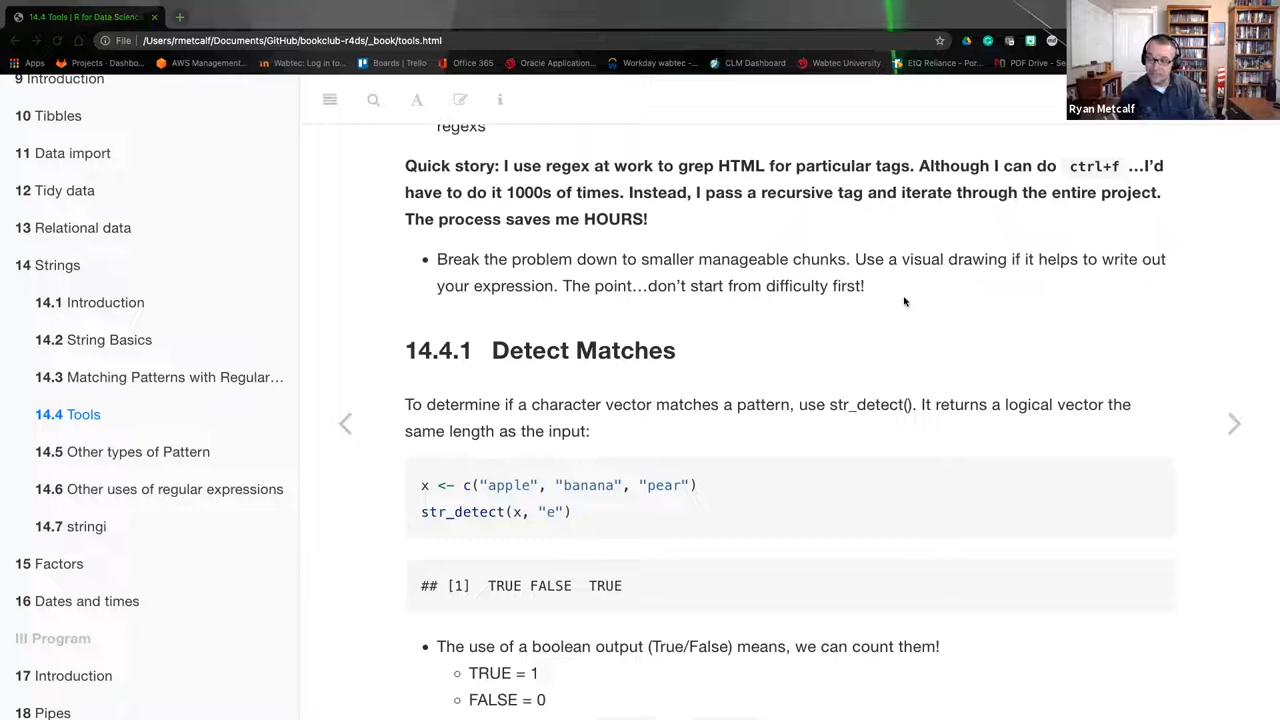 14.4 Tools | R for Data Scienc
File /Users/rmetcalf/Documents/GitHub/bookclub-r4ds/_book/tools.html
Apps Projects · Dashbo... AWS Management... Wabtec: Log in to... Boards | Trello Office 365 Oracle Application... Workday wabtec -... CLM Dashboard Wabtec University EtQ Reliance - Por... PDF Drive - Se
Ryan Metcalf
9 Introduction
10 Tibbles
11 Data import
12 Tidy data
13 Relational data
14 Strings
14.1 Introduction
14.2 String Basics
14.3 Matching Patterns with Regular…
14.4 Tools
14.5 Other types of Pattern
14.6 Other uses of regular expressions
14.7 stringi
15 Factors
16 Dates and times
III Program
17 Introduction
18 Pipes
regexs
Quick story: I use regex at work to grep HTML for particular tags. Although I can do ctrl+f …I’d
have to do it 1000s of times. Instead, I pass a recursive tag and iterate through the entire project.
The process saves me HOURS!
• Break the problem down to smaller manageable chunks. Use a visual drawing if it helps to write out
your expression. The point…don’t start from difficulty first!
14.4.1 Detect Matches
To determine if a character vector matches a pattern, use str_detect(). It returns a logical vector the
same length as the input:
x <- c("apple", "banana", "pear")
str_detect(x, "e")
## [1] TRUE FALSE TRUE
• The use of a boolean output (True/False) means, we can count them!
○ TRUE = 1
○ FALSE = 0